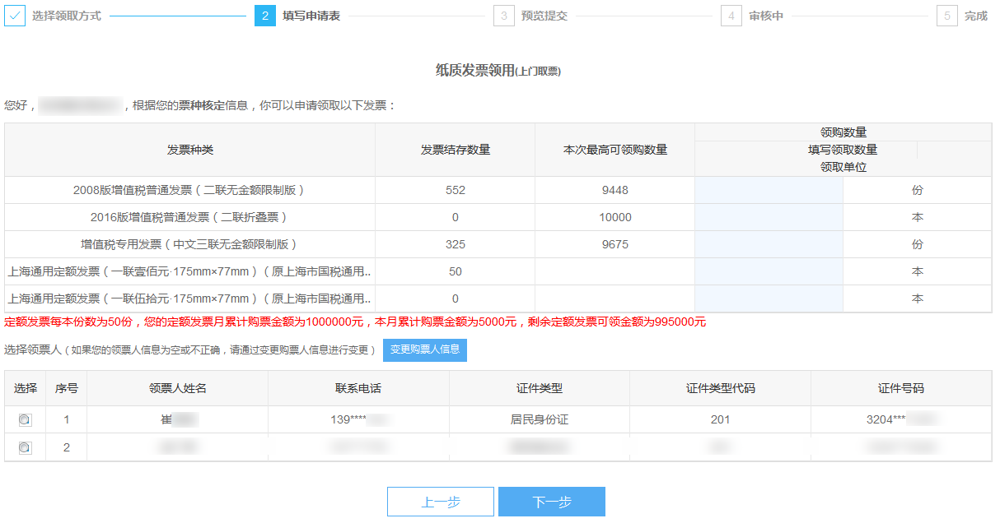 选择领取方式 2 填写申请表 3 预览提交 4 审核中 5 完成
纸质发票领用(上门取票)
您好， ，根据您的票种核定信息，你可以申请领取以下发票：
发票种类 发票结存数量 本次最高可领购数量 领购数量
填写领取数量
领取单位
2008版增值税普通发票（二联无金额限制版） 552 9448 份
2016版增值税普通发票（二联折叠票） 0 10000 本
增值税专用发票（中文三联无金额限制版） 325 9675 份
上海通用定额发票（一联壹佰元·175mm×77mm）（原上海市国税通用.. 50 本
上海通用定额发票（一联伍拾元·175mm×77mm）（原上海市国税通用.. 0 本
定额发票每本份数为50份，您的定额发票月累计购票金额为1000000元，本月累计购票金额为5000元，剩余定额发票可领金额为995000元
选择领票人（如果您的领票人信息为空或不正确，请通过变更购票人信息进行变更） 变更购票人信息
选择 序号 领票人姓名 联系电话 证件类型 证件类型代码 证件号码
1 崔 139**** 居民身份证 201 3204***
2
上一步 下一步